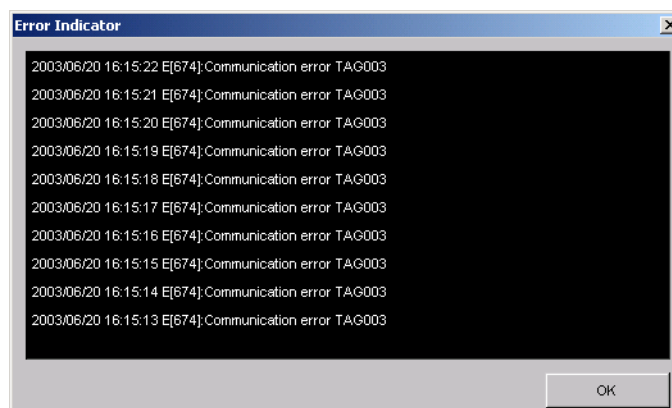 Error Indicator
2003/06/20 16:15:22 E[674]:Communication error TAG003
2003/06/20 16:15:21 E[674]:Communication error TAG003
2003/06/20 16:15:20 E[674]:Communication error TAG003
2003/06/20 16:15:19 E[674]:Communication error TAG003
2003/06/20 16:15:18 E[674]:Communication error TAG003
2003/06/20 16:15:17 E[674]:Communication error TAG003
2003/06/20 16:15:16 E[674]:Communication error TAG003
2003/06/20 16:15:15 E[674]:Communication error TAG003
2003/06/20 16:15:14 E[674]:Communication error TAG003
2003/06/20 16:15:13 E[674]:Communication error TAG003
OK